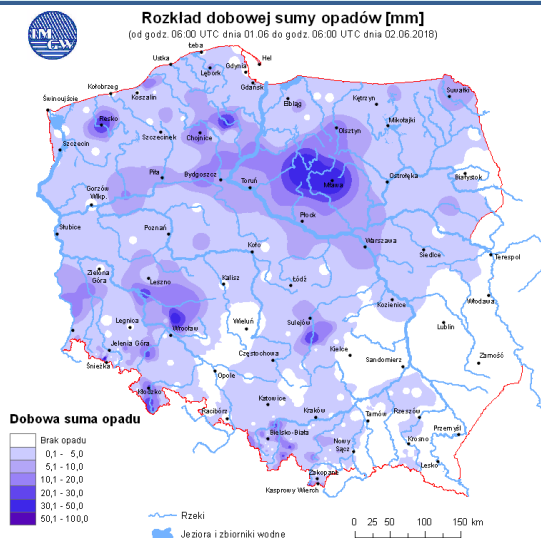 IM
GW
Rozkład dobowej sumy opadów [mm]
(od godz. 06:00 UTC dnia 01.06 do godz. 06:00 UTC dnia 02.06.2018)
Łeba
Ustka
Hel
Gdynia
Lębork
Gdańsk
Kołobrzeg
Koszalin
Świnoujście
Elbląg
Kętrzyn
Suwałki
Resko
Mikołajki
Szczecinek
Chojnice
Olsztyn
Szczecin
Piła
Bydgoszcz
Toruń
Mława
Ostrołęka
Białystok
Gorzów
Wlkp.
Płock
Słubice
Poznań
Koło
Warszawa
Siedlce
Terespol
Zielona
Góra
Leszno
Kalisz
Łódź
Kozienice
Włodawa
Legnica
Wrocław
Wieluń
Sulejów
Lublin
Jelenia Góra
Śnieżka
Częstochowa
Kielce
Sandomierz
Zamość
Opole
Kłodzko
Katowice
Racibórz
Kraków
Tarnów
Rzeszów
Przemyśl
Bielsko-Biała
Nowy
Sącz
Krosno
Lesko
Zakopane
Kasprowy Wierch
Dobowa suma opadu
Brak opadu
0,1 - 5,0
5,1 - 10,0
10,1 - 20,0
20,1 - 30,0
30,1 - 50,0
50,1 - 100,0
Rzeki
Jeziora i zbiorniki wodne
0 25 50 100 150 km